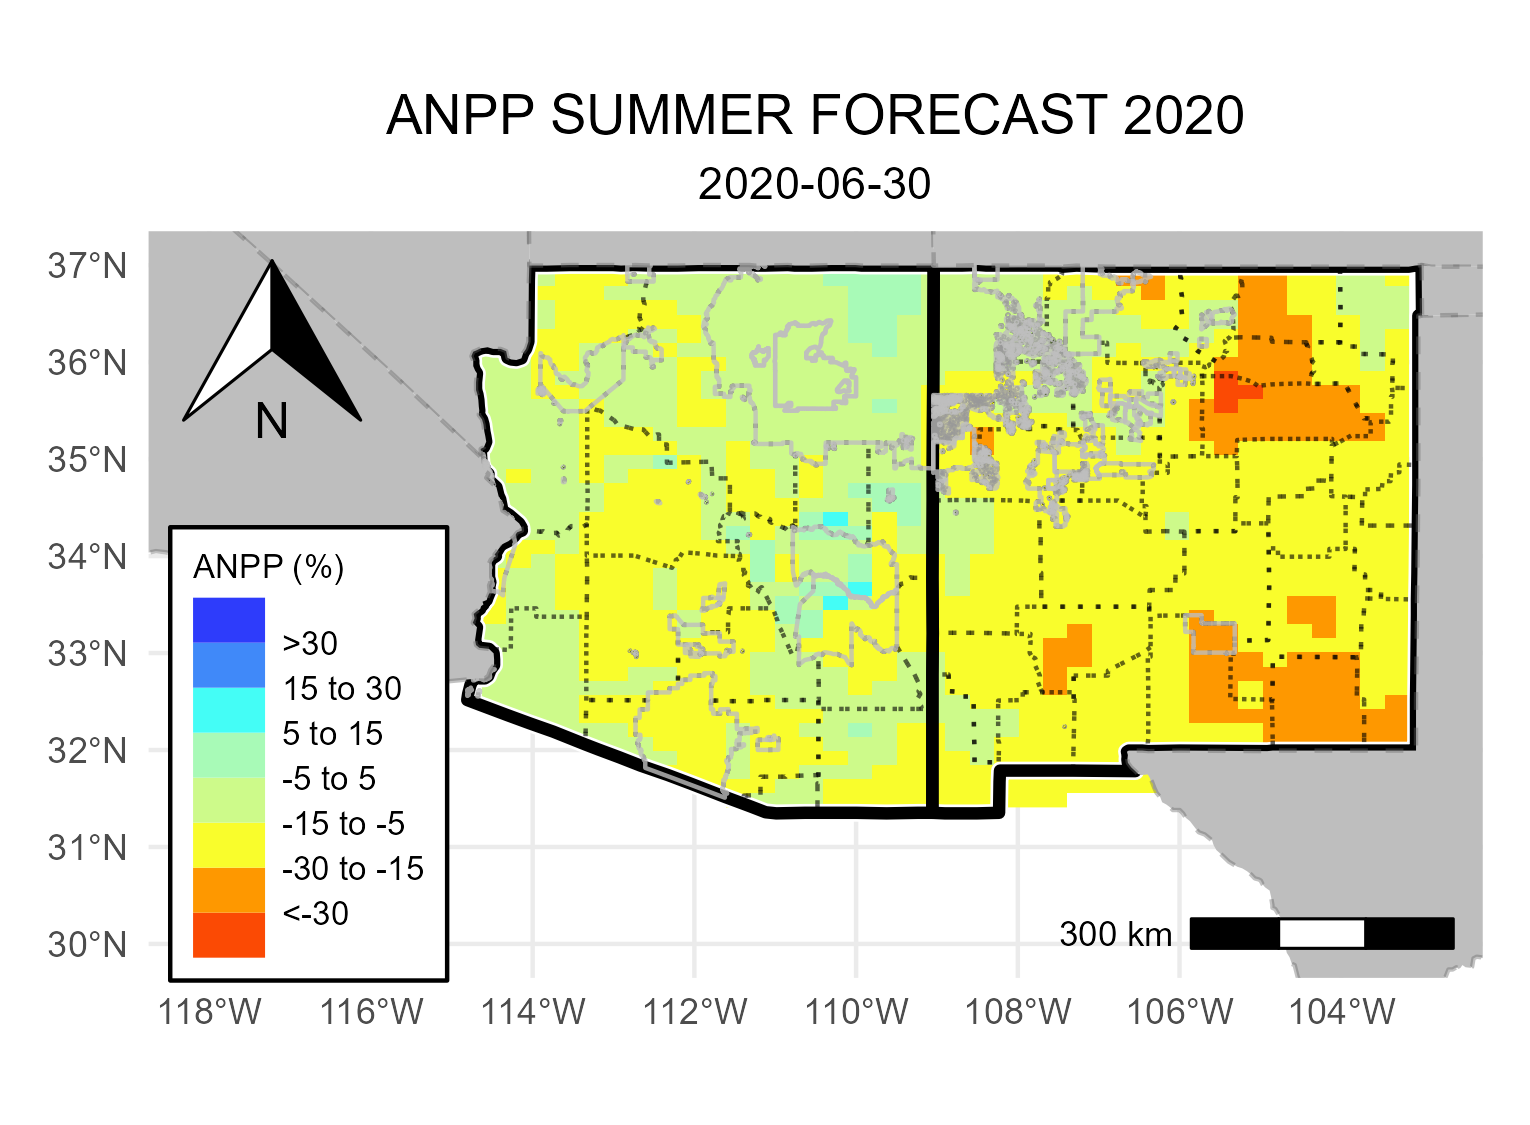 ANPP SUMMER FORECAST 2020
2020-06-30
37°N
36°N
35°N
34°N
33°N
32°N
31°N
30°N
N
ANPP (%)
>30
15 to 30
5 to 15
-5 to 5
-15 to -5
-30 to -15
<-30
300 km
118°W 116°W 114°W 112°W 110°W 108°W 106°W 104°W